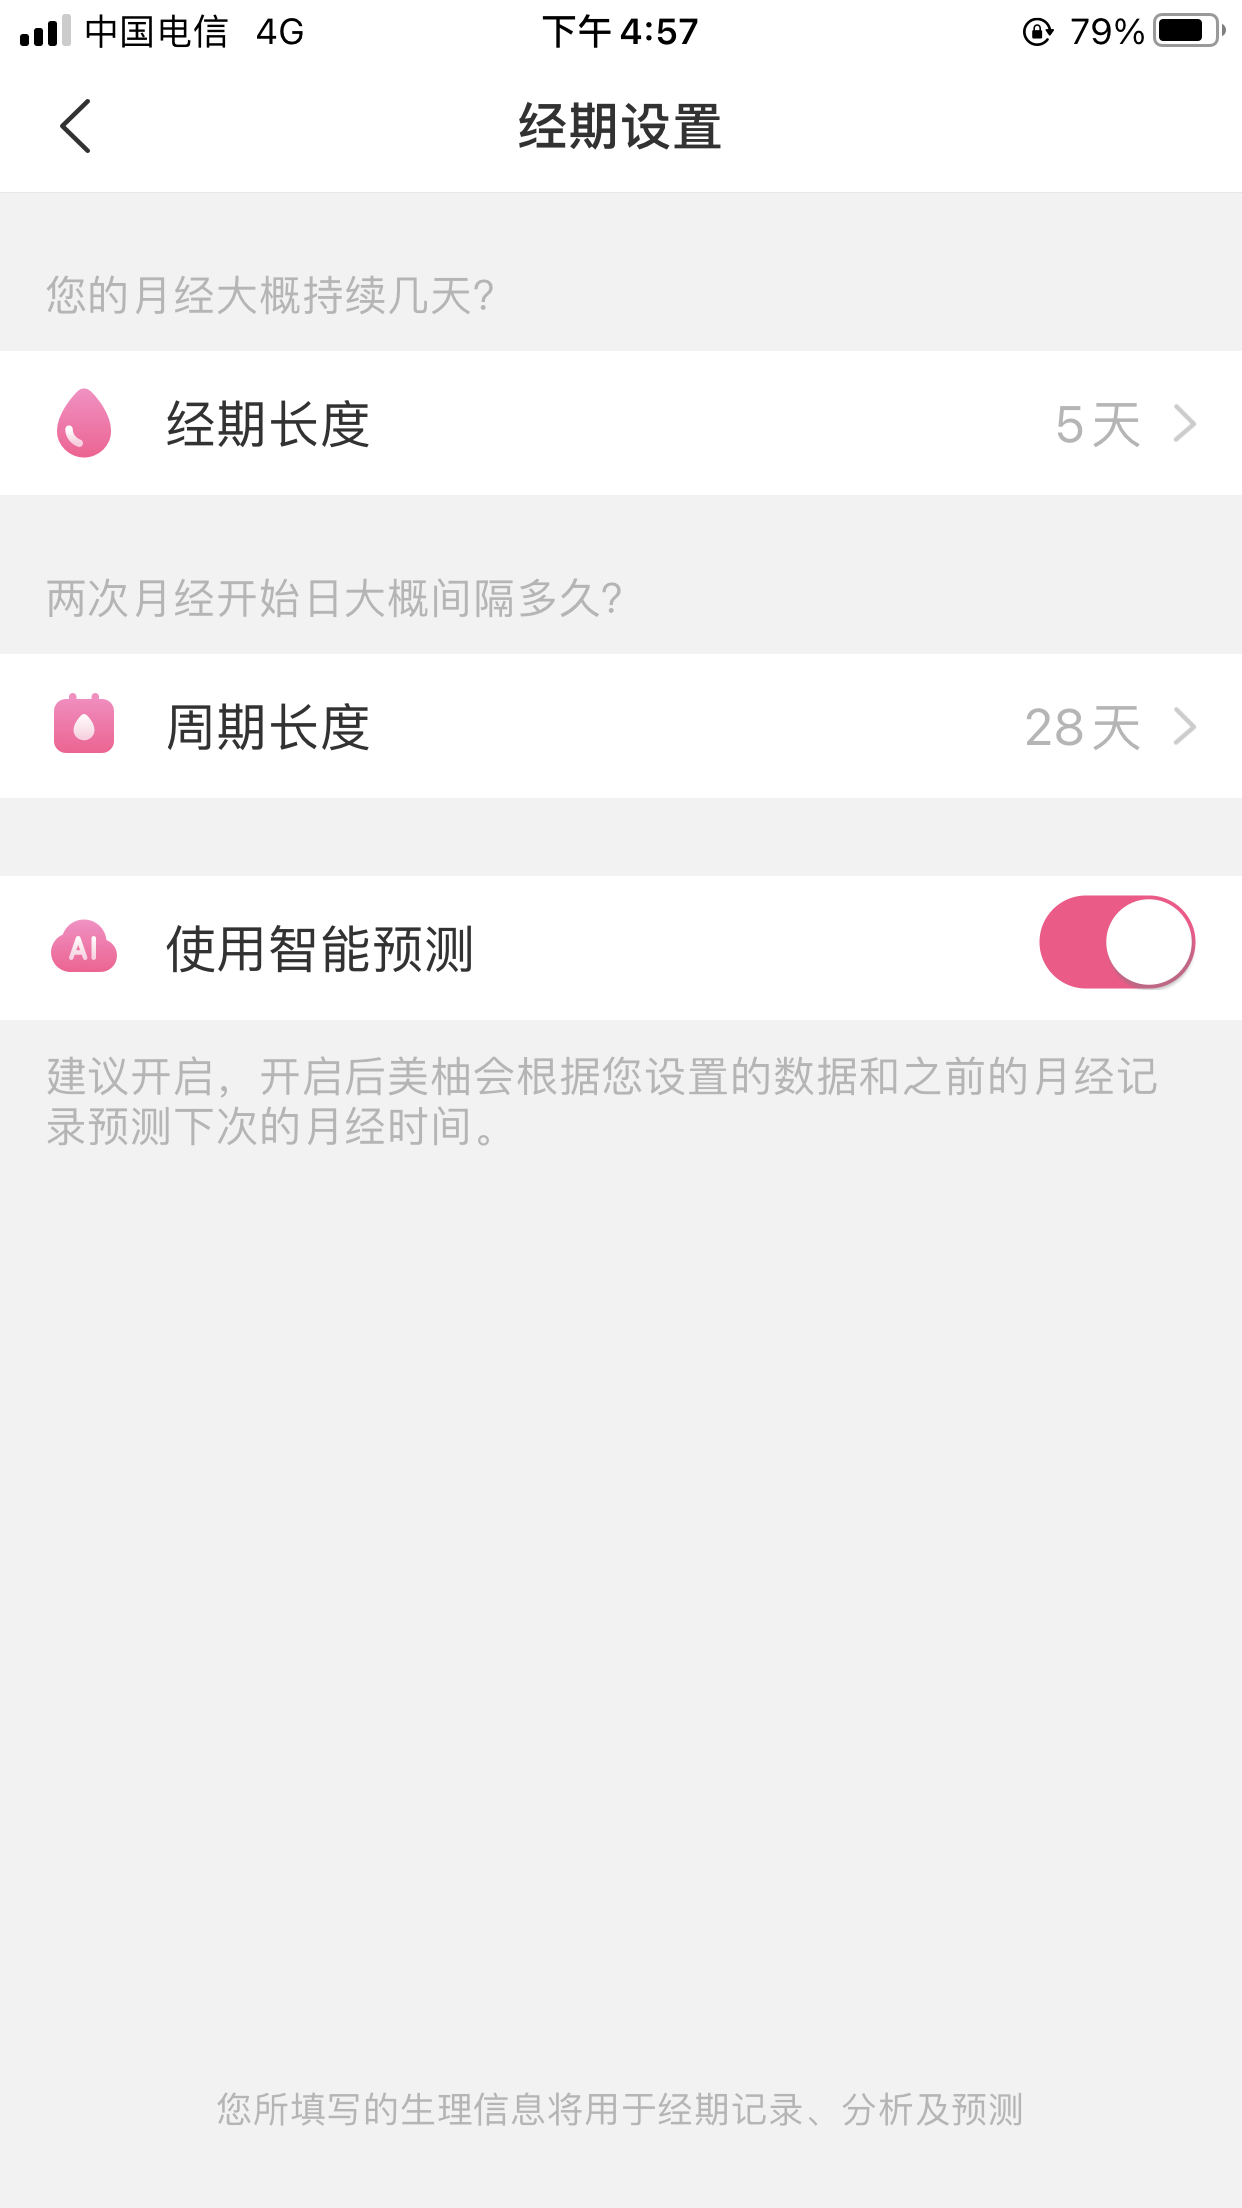 中国电信 4G 下午 4:57 79%
经期设置
您的月经大概持续几天?
经期长度 5天
两次月经开始日大概间隔多久?
周期长度 28天
AI 使用智能预测
建议开启，开启后美柚会根据您设置的数据和之前的月经记
录预测下次的月经时间。
您所填写的生理信息将用于经期记录、分析及预测